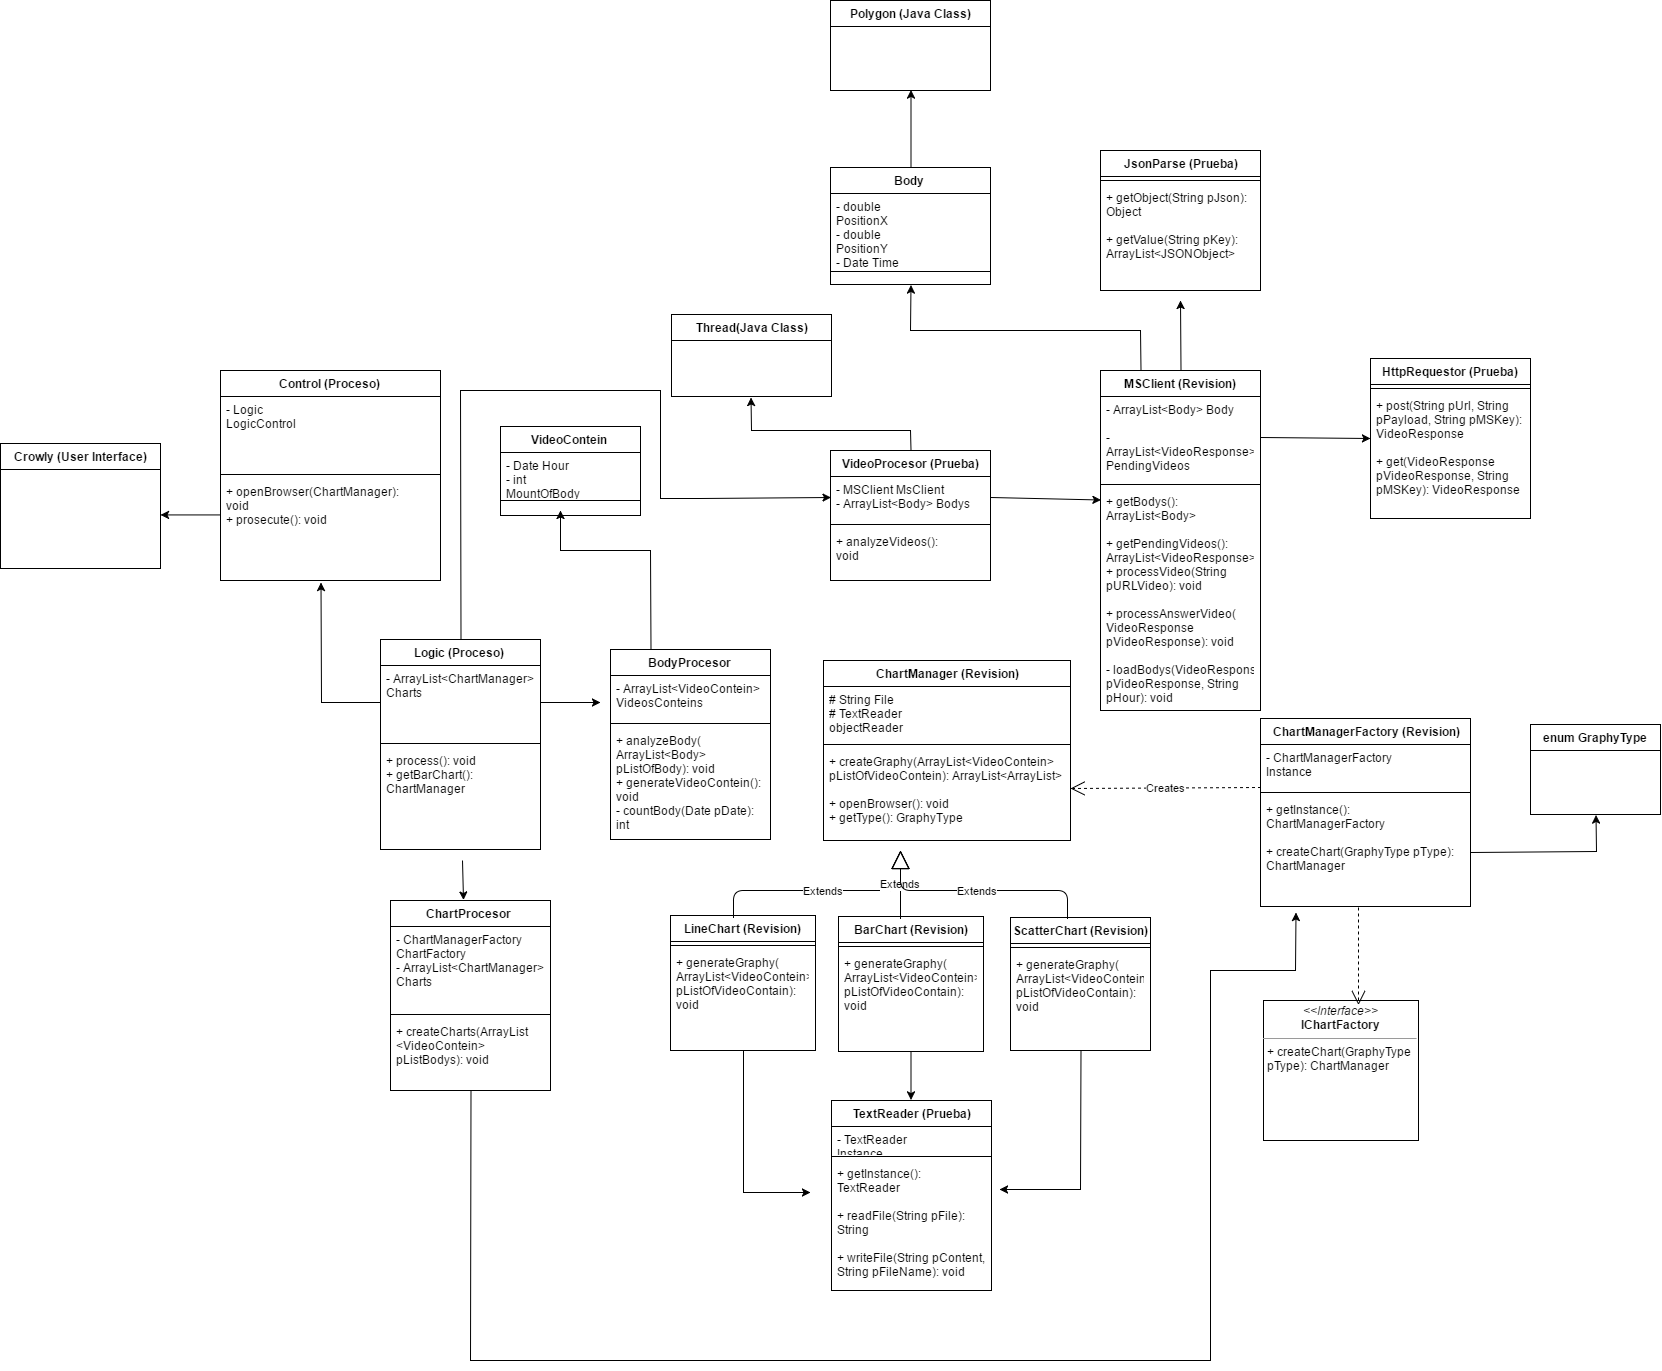 Polygon (Java Class)
Body
- double
PositionX
- double
PositionY
- Date Time
JsonParse (Prueba)
+ getObject(String pJson):
Object
+ getValue(String pKey):
ArrayList<JSONObject>
Thread(Java Class)
Control (Proceso)
- Logic
LogicControl
+ openBrowser(ChartManager):
void
+ prosecute(): void
Crowly (User Interface)
VideoContein
- Date Hour
- int
MountOfBody
VideoProcesor (Prueba)
- MSClient MsClient
- ArrayList<Body> Bodys
+ analyzeVideos():
void
MSClient (Revision)
- ArrayList<Body> Body
-
ArrayList<VideoResponse>
PendingVideos
+ getBodys():
ArrayList<Body>
+ getPendingVideos():
ArrayList<VideoResponse>
+ processVideo(String
pURLVideo): void
+ processAnswerVideo(
VideoResponse
pVideoResponse): void
- loadBodys(VideoRespons
pVideoResponse, String
pHour): void
HttpRequestor (Prueba)
+ post(String pUrl, String
pPayload, String pMSKey):
VideoResponse
+ get(VideoResponse
pVideoResponse, String
pMSKey): VideoResponse
Logic (Proceso)
- ArrayList<ChartManager>
Charts
+ process(): void
+ getBarChart():
ChartManager
BodyProcesor
- ArrayList<VideoContein>
VideosConteins
+ analyzeBody(
ArrayList<Body>
pListOfBody): void
+ generateVideoContein():
void
- countBody(Date pDate):
int
ChartManager (Revision)
# String File
# TextReader
objectReader
+ createGraphy(ArrayList<VideoContein>
pListOfVideoContein): ArrayList<ArrayList>
+ openBrowser(): void
+ getType(): GraphyType
Creates
ChartManagerFactory (Revision)
- ChartManagerFactory
Instance
+ getInstance():
ChartManagerFactory
+ createChart(GraphyType pType):
ChartManager
enum GraphyType
Extends
Extends
Extends
ChartProcesor
- ChartManagerFactory
ChartFactory
- ArrayList<ChartManager>
Charts
+ createCharts(ArrayList
<VideoContein>
pListBodys): void
LineChart (Revision)
+ generateGraphy(
ArrayList<VideoContein>
pListOfVideoContain):
void
BarChart (Revision)
+ generateGraphy(
ArrayList<VideoContein>
pListOfVideoContain):
void
ScatterChart (Revision)
+ generateGraphy(
ArrayList<VideoContein
pListOfVideoContain):
void
<<Interface>>
IChartFactory
+ createChart(GraphyType
pType): ChartManager
TextReader (Prueba)
- TextReader
Instance
+ getInstance():
TextReader
+ readFile(String pFile):
String
+ writeFile(String pContent,
String pFileName): void